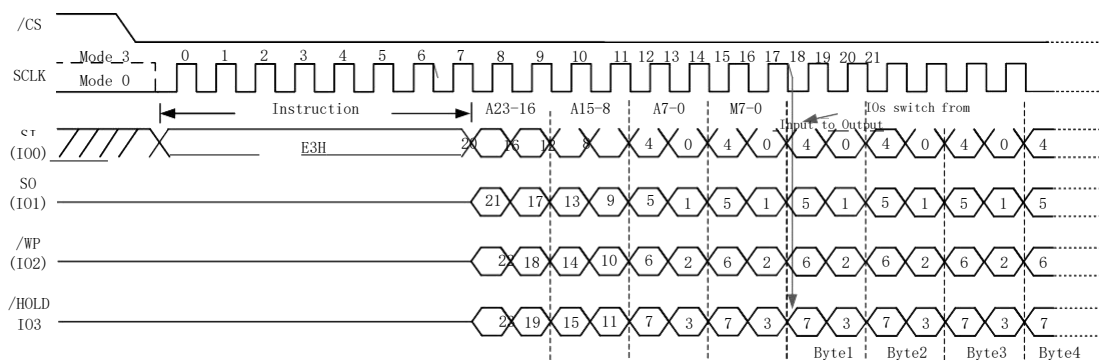 /CS
Mode 3 0 1 2 3 4 5 6 7 8 9 10 11 12 13 14 15 16 17 18 19 20 21
SCLK
Mode 0
Instruction A23-16 A15-8 A7-0 M7-0 IOs switch from
Input to Output
(IO0) E3H 20 16 12 8 4 0 4 0 4 0 4 0 4 0 4
SO
(IO1) 21 17 13 9 5 1 5 1 5 1 5 1 5 1 5
/WP
(IO2) 22 18 14 10 6 2 6 2 6 2 6 2 6 2 6
/HOLD
IO3 23 19 15 11 7 3 7 3 7 3 7 3 7 3 7
Byte1 Byte2 Byte3 Byte4